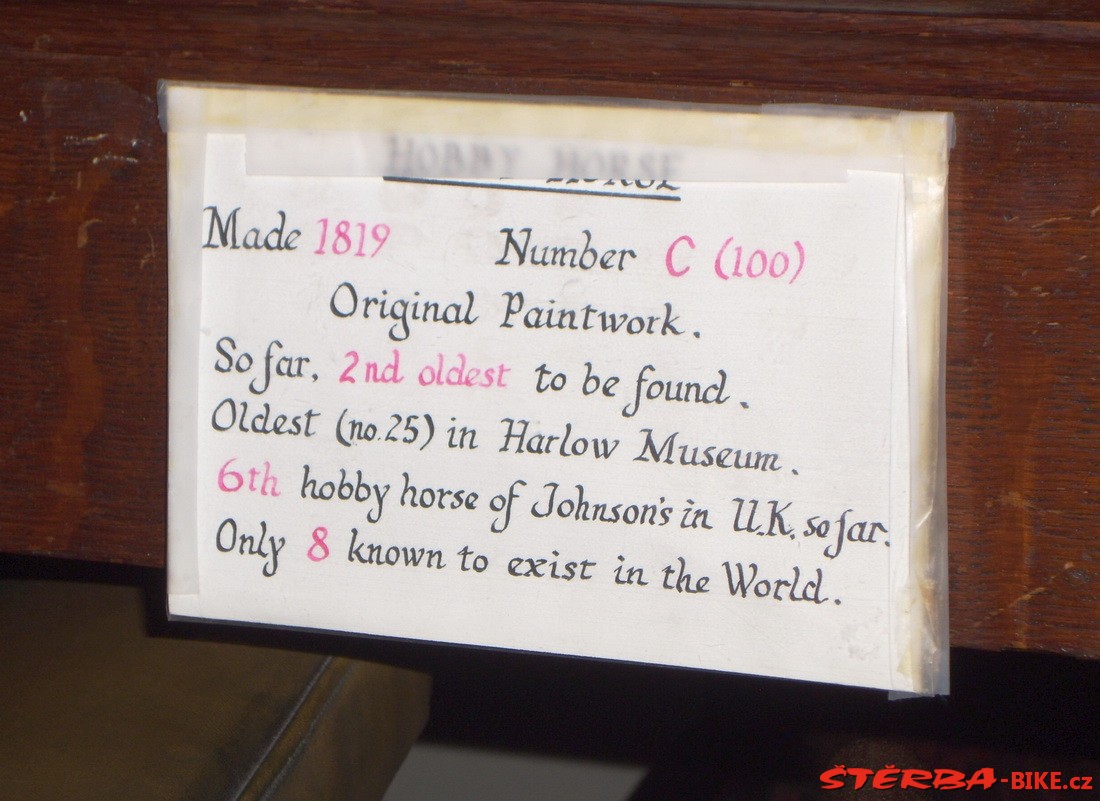 HOBBY HORSE
Made 1819 Number C (100)
Original Paintwork.
So far, 2nd oldest to be found.
Oldest (no.25) in Harlow Museum.
6th hobby horse of Johnson's in U.K. so far.
Only 8 known to exist in the World.
ŠTĚRBA-BIKE.cz